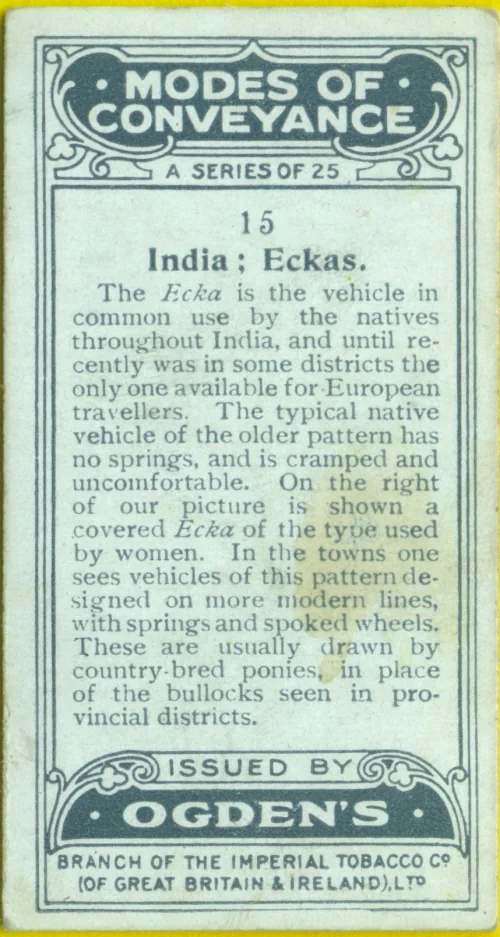 · MODES OF ·
CONVEYANCE
A SERIES OF 25
15
India ; Eckas.
The Ecka is the vehicle in
common use by the natives
throughout India, and until re-
cently was in some districts the
only one available for European
travellers. The typical native
vehicle of the older pattern has
no springs, and is cramped and
uncomfortable. On the right
of our picture is shown a
covered Ecka of the type used
by women. In the towns one
sees vehicles of this pattern de-
signed on more modern lines,
with springs and spoked wheels.
These are usually drawn by
country-bred ponies, in place
of the bullocks seen in pro-
vincial districts.
ISSUED BY
· OGDEN'S ·
BRANCH OF THE IMPERIAL TOBACCO Cº
(OF GREAT BRITAIN & IRELAND), LTD